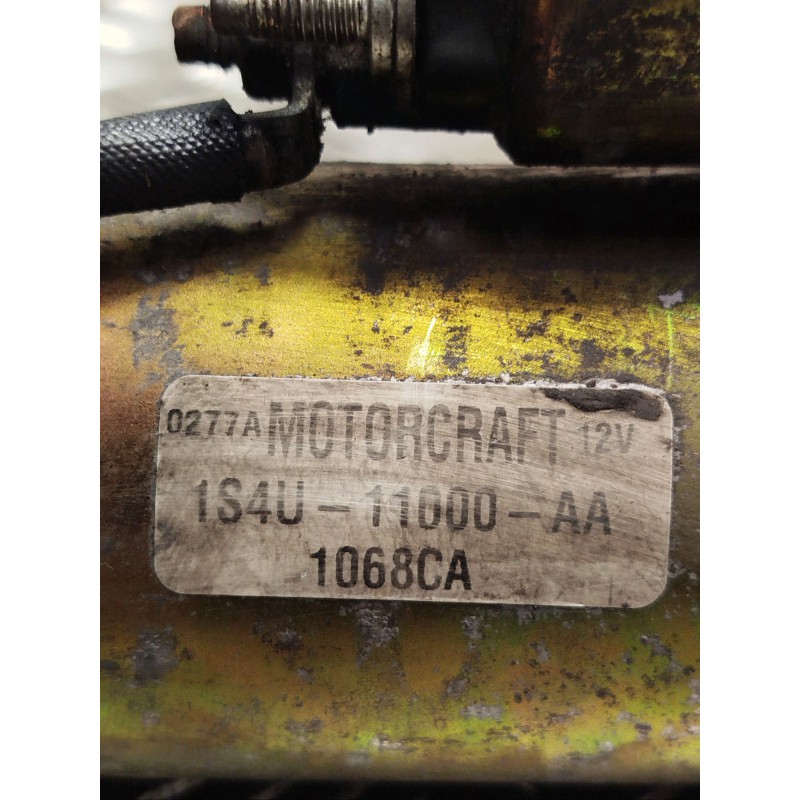 0277A MOTORCRAFT 12V
1S4U-11000-AA
1068CA